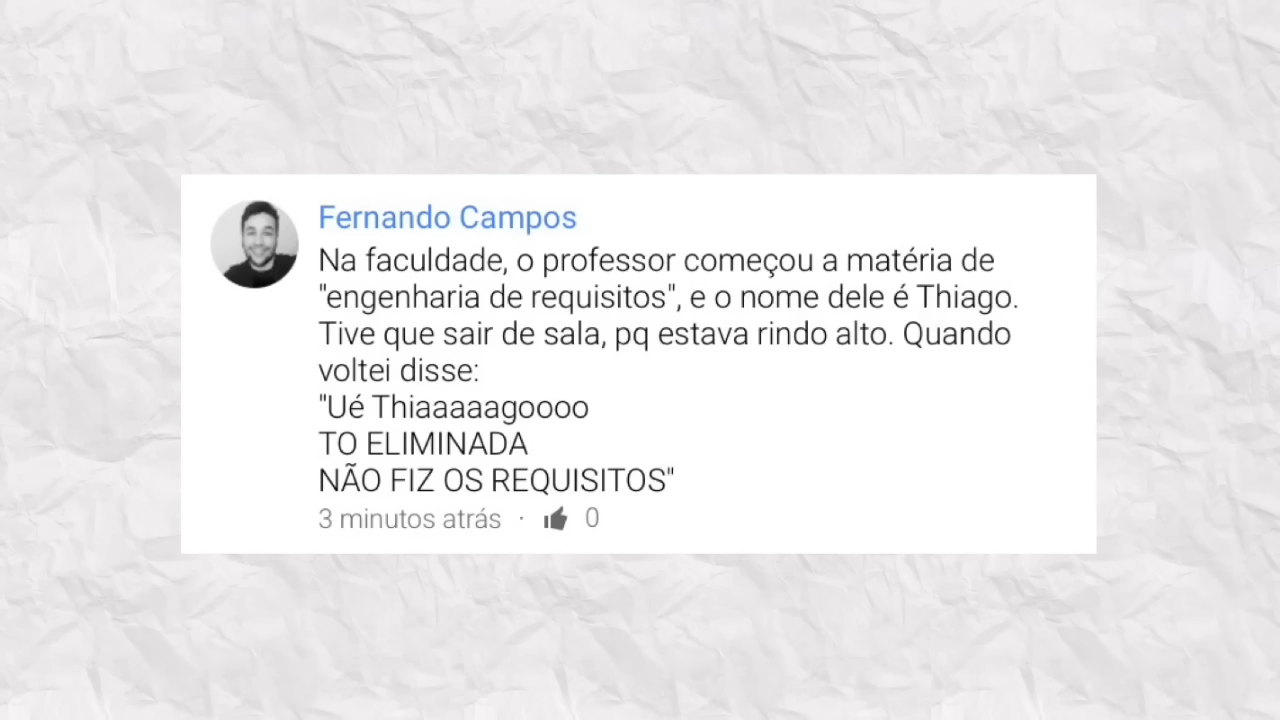 Fernando Campos
Na faculdade, o professor começou a matéria de
"engenharia de requisitos", e o nome dele é Thiago.
Tive que sair de sala, pq estava rindo alto. Quando
voltei disse:
"Ué Thiaaaaagoooo
TO ELIMINADA
NÃO FIZ OS REQUISITOS"
3 minutos atrás · 0